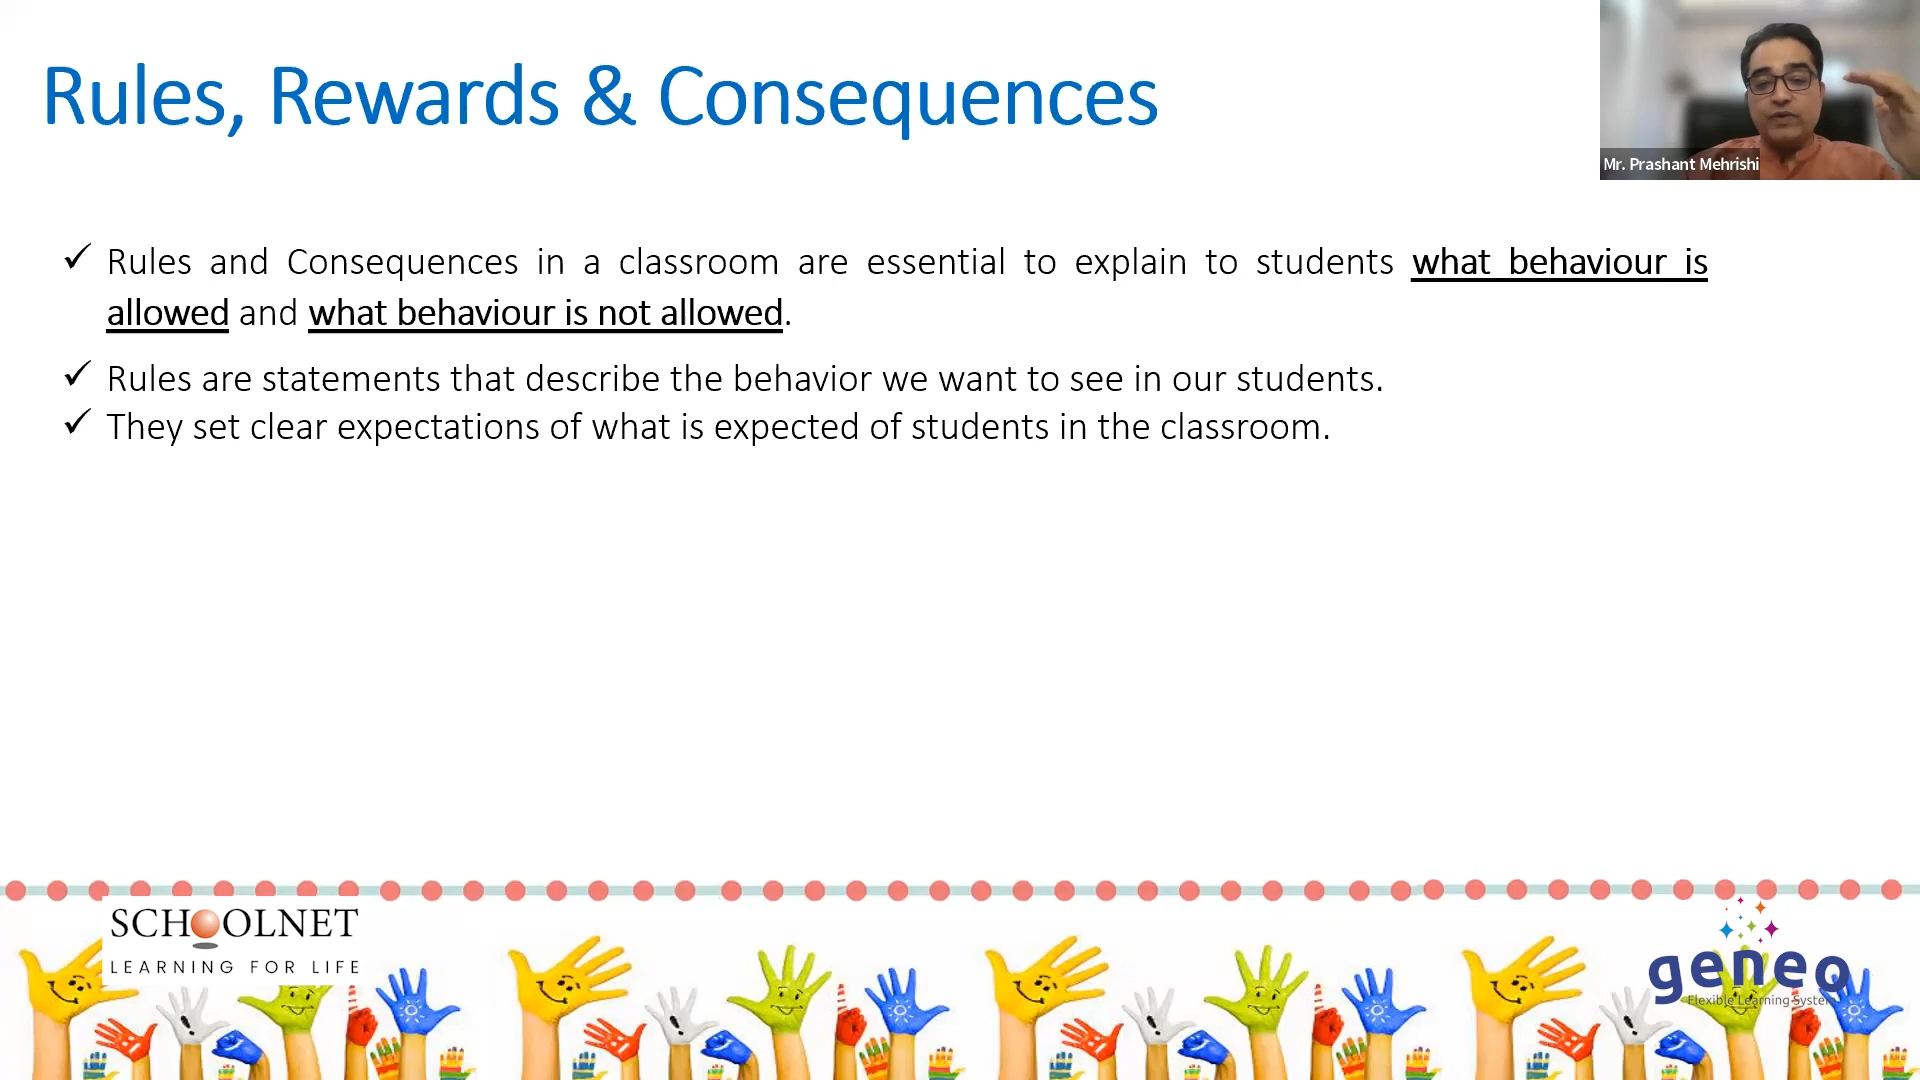 Rules, Rewards & Consequences
Mr. Prashant Mehrishi
✓ Rules and Consequences in a classroom are essential to explain to students what behaviour is
allowed and what behaviour is not allowed.
✓ Rules are statements that describe the behavior we want to see in our students.
✓ They set clear expectations of what is expected of students in the classroom.
SCHOOLNET
LEARNING FOR LIFE
geneo
Flexible Learning System